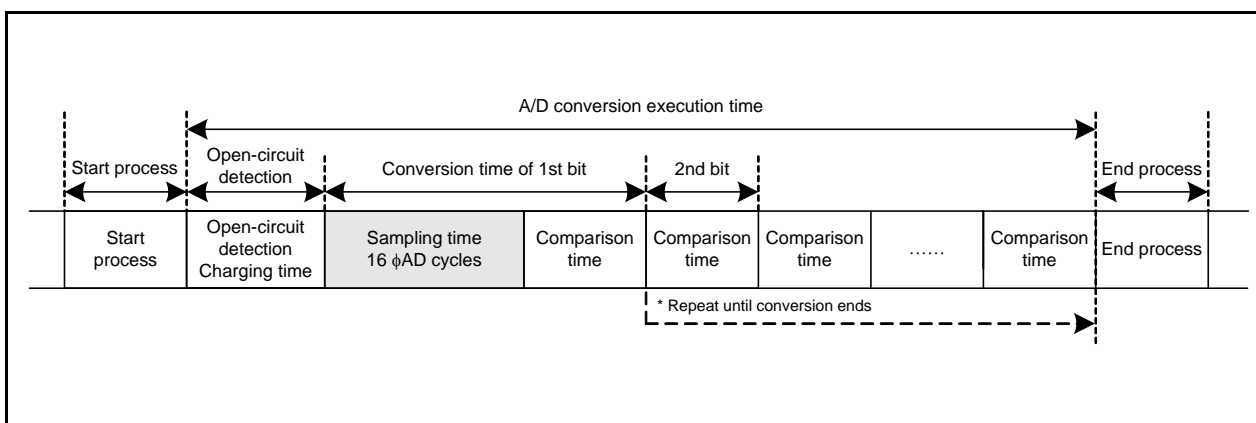 A/D conversion execution time
Start process
Open-circuit
detection
Conversion time of 1st bit
2nd bit
End process
Start
process
Open-circuit
detection
Charging time
Sampling time
16 ϕAD cycles
Comparison
time
Comparison
time
Comparison
time
......
Comparison
time
End process
* Repeat until conversion ends